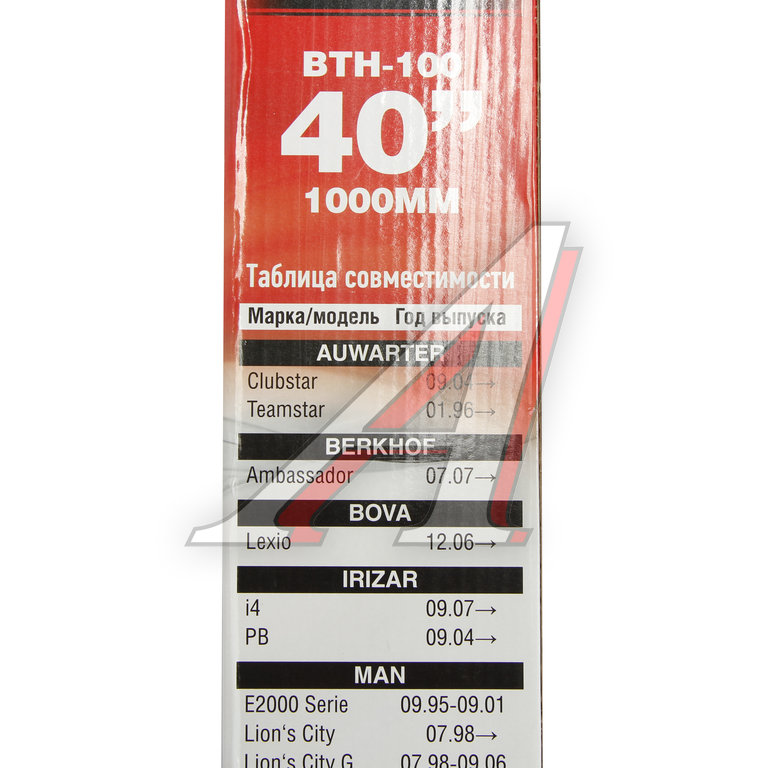 BTH-100
40”
1000MM
Таблица совместимости
Марка/модель Год выпуска
AUWARTER
Clubstar 09.04→
Teamstar 01.96→
BERKHOF
Ambassador 07.07→
BOVA
Lexio 12.06→
IRIZAR
i4 09.07→
PB 09.04→
MAN
E2000 Serie 09.95-09.01
Lion‘s City 07.98→
Lion‘s City G 07.98-09.06